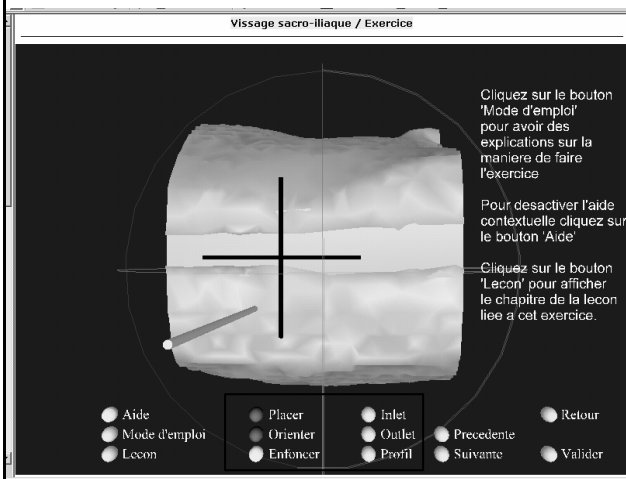 Vissage sacro-iliaque / Exercice
Cliquez sur le bouton
'Mode d'emploi'
pour avoir des
explications sur la
maniere de faire
l'exercice
Pour desactiver l'aide
contextuelle cliquez sur
le bouton 'Aide'
Cliquez sur le bouton
'Lecon' pour afficher
le chapitre de la lecon
liee a cet exercice.
Aide Placer Inlet Retour
Mode d'emploi Orienter Outlet Precedente
Lecon Enfoncer Profil Suivante Valider